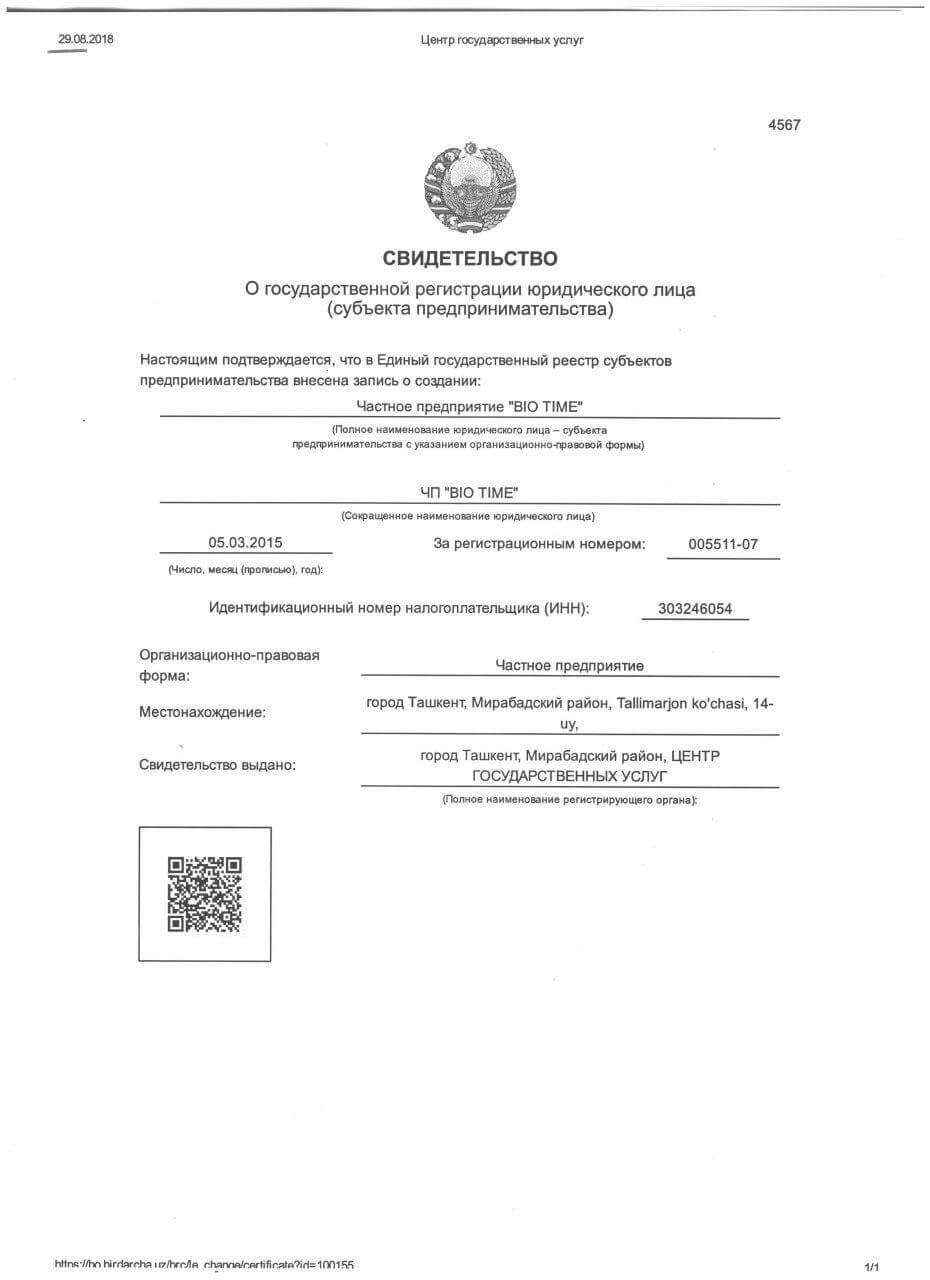 29.08.2018 Центр государственных услуг
4567
СВИДЕТЕЛЬСТВО
О государственной регистрации юридического лица
(субъекта предпринимательства)
Настоящим подтверждается, что в Единый государственный реестр субъектов
предпринимательства внесена запись о создании:
Частное предприятие "BIO TIME"
(Полное наименование юридического лица – субъекта
предпринимательства с указанием организационно-правовой формы)
ЧП "BIO TIME"
(Сокращенное наименование юридического лица)
05.03.2015 За регистрационным номером: 005511-07
(Число, месяц (прописью), год):
Идентификационный номер налогоплательщика (ИНН): 303246054
Организационно-правовая
форма:
Частное предприятие
Местонахождение:
город Ташкент, Мирабадский район, Tallimarjon ko'chasi, 14-
uy,
Свидетельство выдано:
город Ташкент, Мирабадский район, ЦЕНТР
ГОСУДАРСТВЕННЫХ УСЛУГ
(Полное наименование регистрирующего органа):
https://bo.birdarcha.uz/brc/le_change/certificate?id=100155 1/1